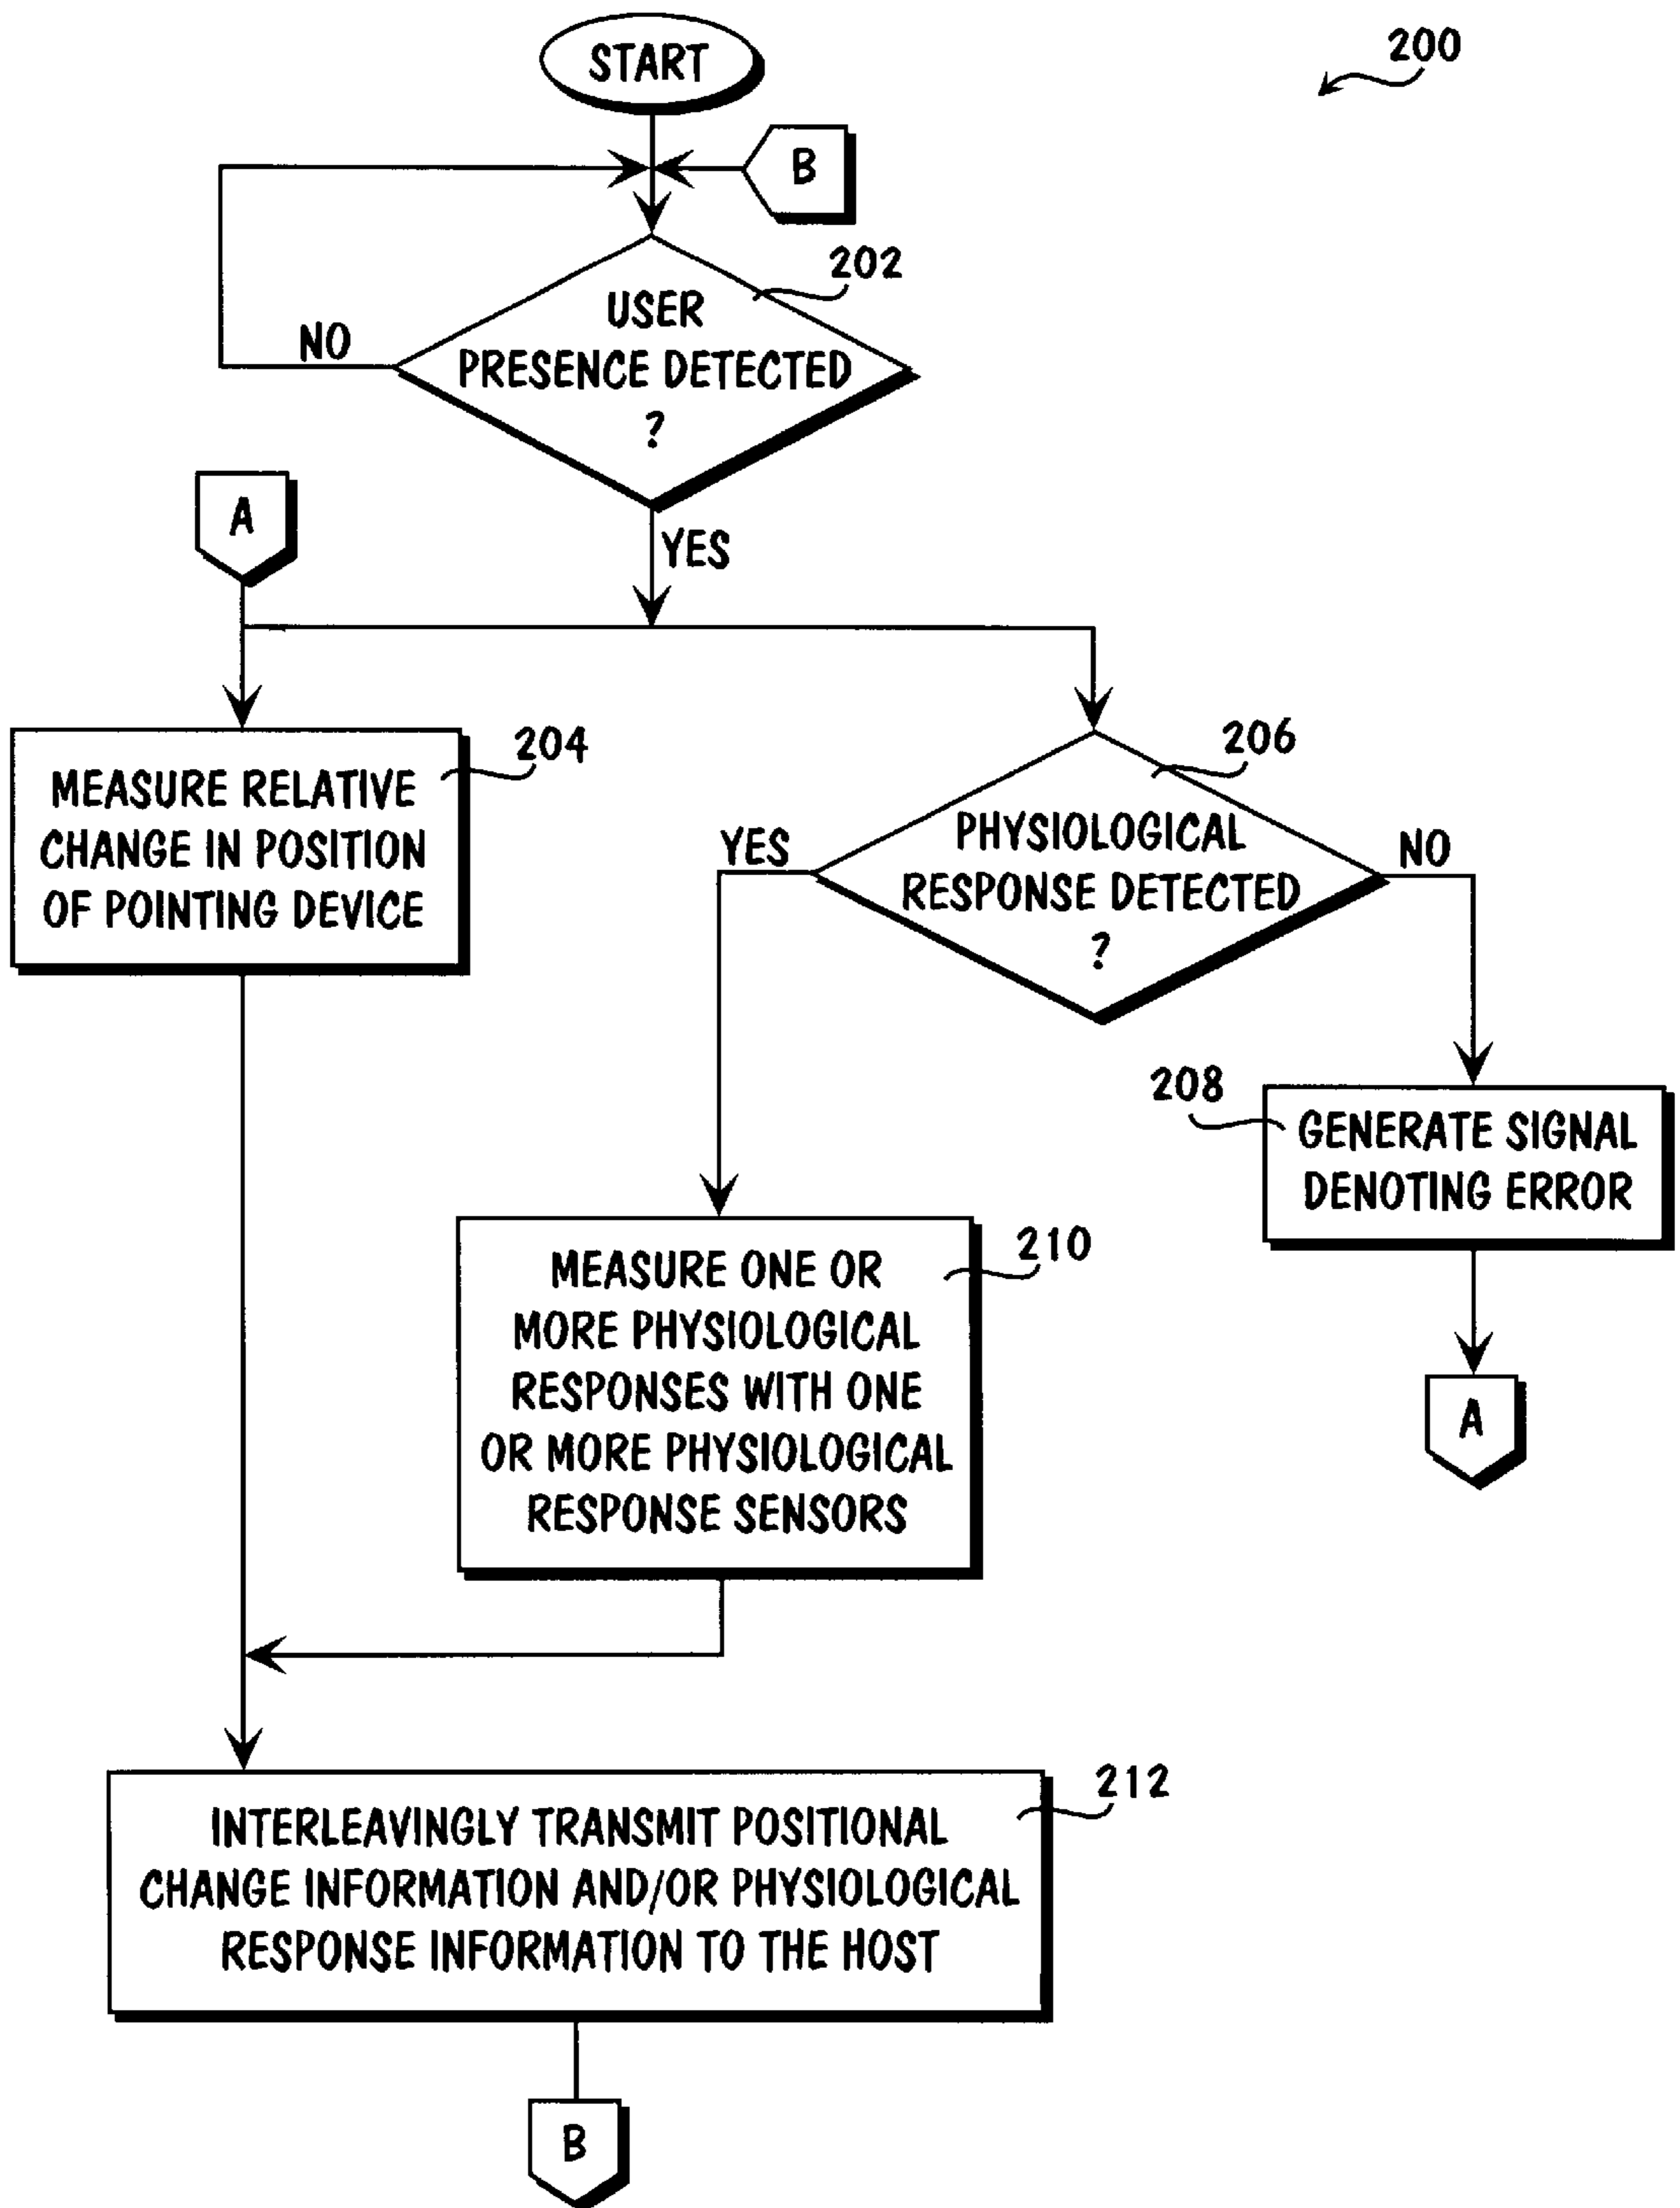 START
200
B
202
USER
PRESENCE DETECTED
?
NO
A
YES
204
MEASURE RELATIVE
CHANGE IN POSITION
OF POINTING DEVICE
206
PHYSIOLOGICAL
RESPONSE DETECTED
?
YES
NO
208
GENERATE SIGNAL
DENOTING ERROR
A
210
MEASURE ONE OR
MORE PHYSIOLOGICAL
RESPONSES WITH ONE
OR MORE PHYSIOLOGICAL
RESPONSE SENSORS
212
INTERLEAVINGLY TRANSMIT POSITIONAL
CHANGE INFORMATION AND/OR PHYSIOLOGICAL
RESPONSE INFORMATION TO THE HOST
B